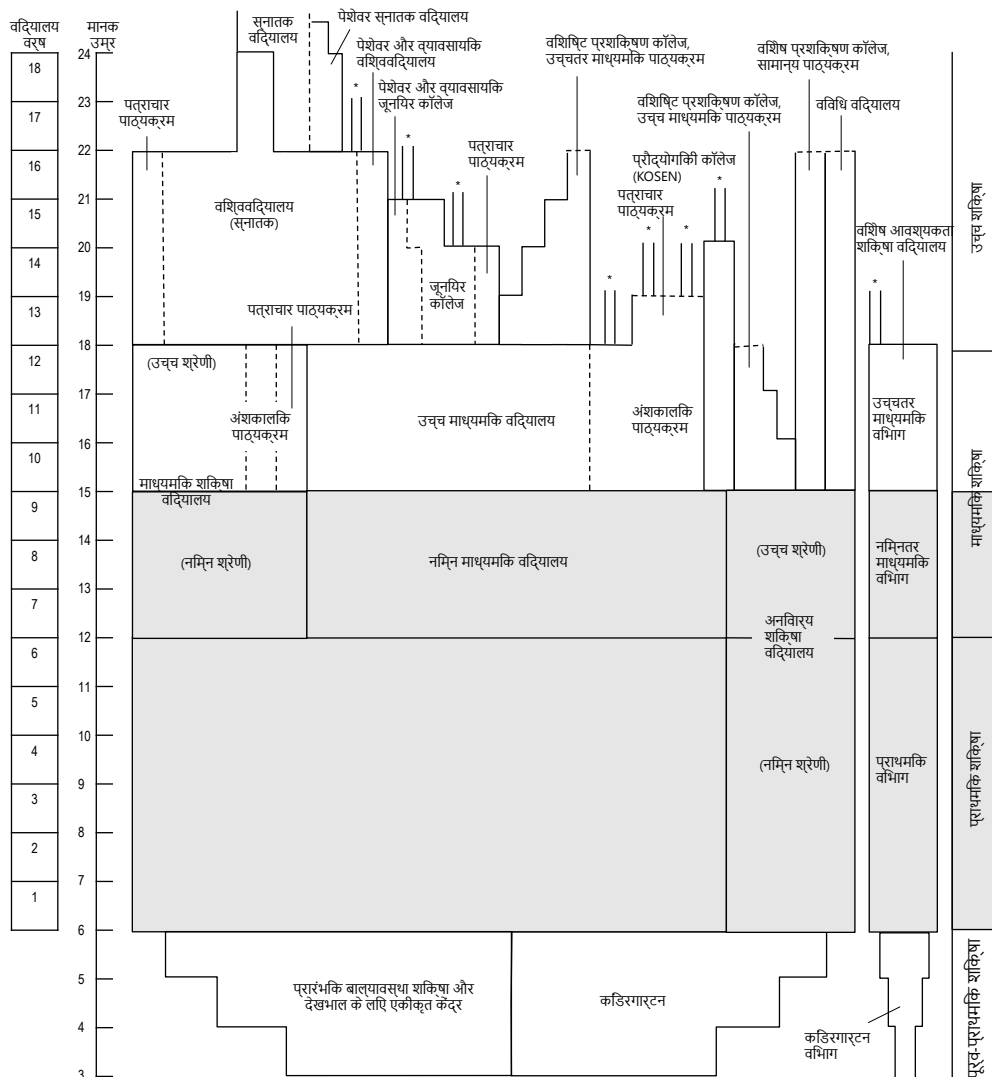 विद्यालय
वर्ष
मानक
उम्र
स्नातक
विद्यालय
पेशेवर स्नातक विद्यालय
पेशेवर और व्यावसायिक
विश्वविद्यालय
पेशेवर और व्यावसायिक
जूनियर कॉलेज
विशिष्ट प्रशिक्षण कॉलेज,
उच्चतर माध्यमिक पाठ्यक्रम
विशेष प्रशिक्षण कॉलेज,
सामान्य पाठ्यक्रम
विशिष्ट प्रशिक्षण कॉलेज,
उच्च माध्यमिक पाठ्यक्रम
विविध विद्यालय
पत्राचार
पाठ्यक्रम
पत्राचार
पाठ्यक्रम
प्रौद्योगिकी कॉलेज
(KOSEN)
पत्राचार
पाठ्यक्रम
विश्वविद्यालय
(स्नातक)
जूनियर
कॉलेज
पत्राचार पाठ्यक्रम
विशेष आवश्यकता
शिक्षा विद्यालय
* * * * * * * *
(उच्च श्रेणी)
अंशकालिक
पाठ्यक्रम
उच्च माध्यमिक विद्यालय
अंशकालिक
पाठ्यक्रम
उच्चतर
माध्यमिक
विभाग
माध्यमिक शिक्षा
विद्यालय
(निम्न श्रेणी)
निम्न माध्यमिक विद्यालय
(उच्च श्रेणी)
निम्नतर
माध्यमिक
विभाग
अनिवार्य
शिक्षा
विद्यालय
(निम्न श्रेणी)
प्राथमिक
विभाग
प्रारंभिक बाल्यावस्था शिक्षा और
देखभाल के लिए एकीकृत केंद्र
किंडरगार्टन
किंडरगार्टन
विभाग
18
17
16
15
14
13
12
11
10
9
8
7
6
5
4
3
2
1
24
23
22
21
20
19
18
17
16
15
14
13
12
11
10
9
8
7
6
5
4
3
उच्च शिक्षा
माध्यमिक शिक्षा
प्राथमिक शिक्षा
पूर्व-प्राथमिक शिक्षा